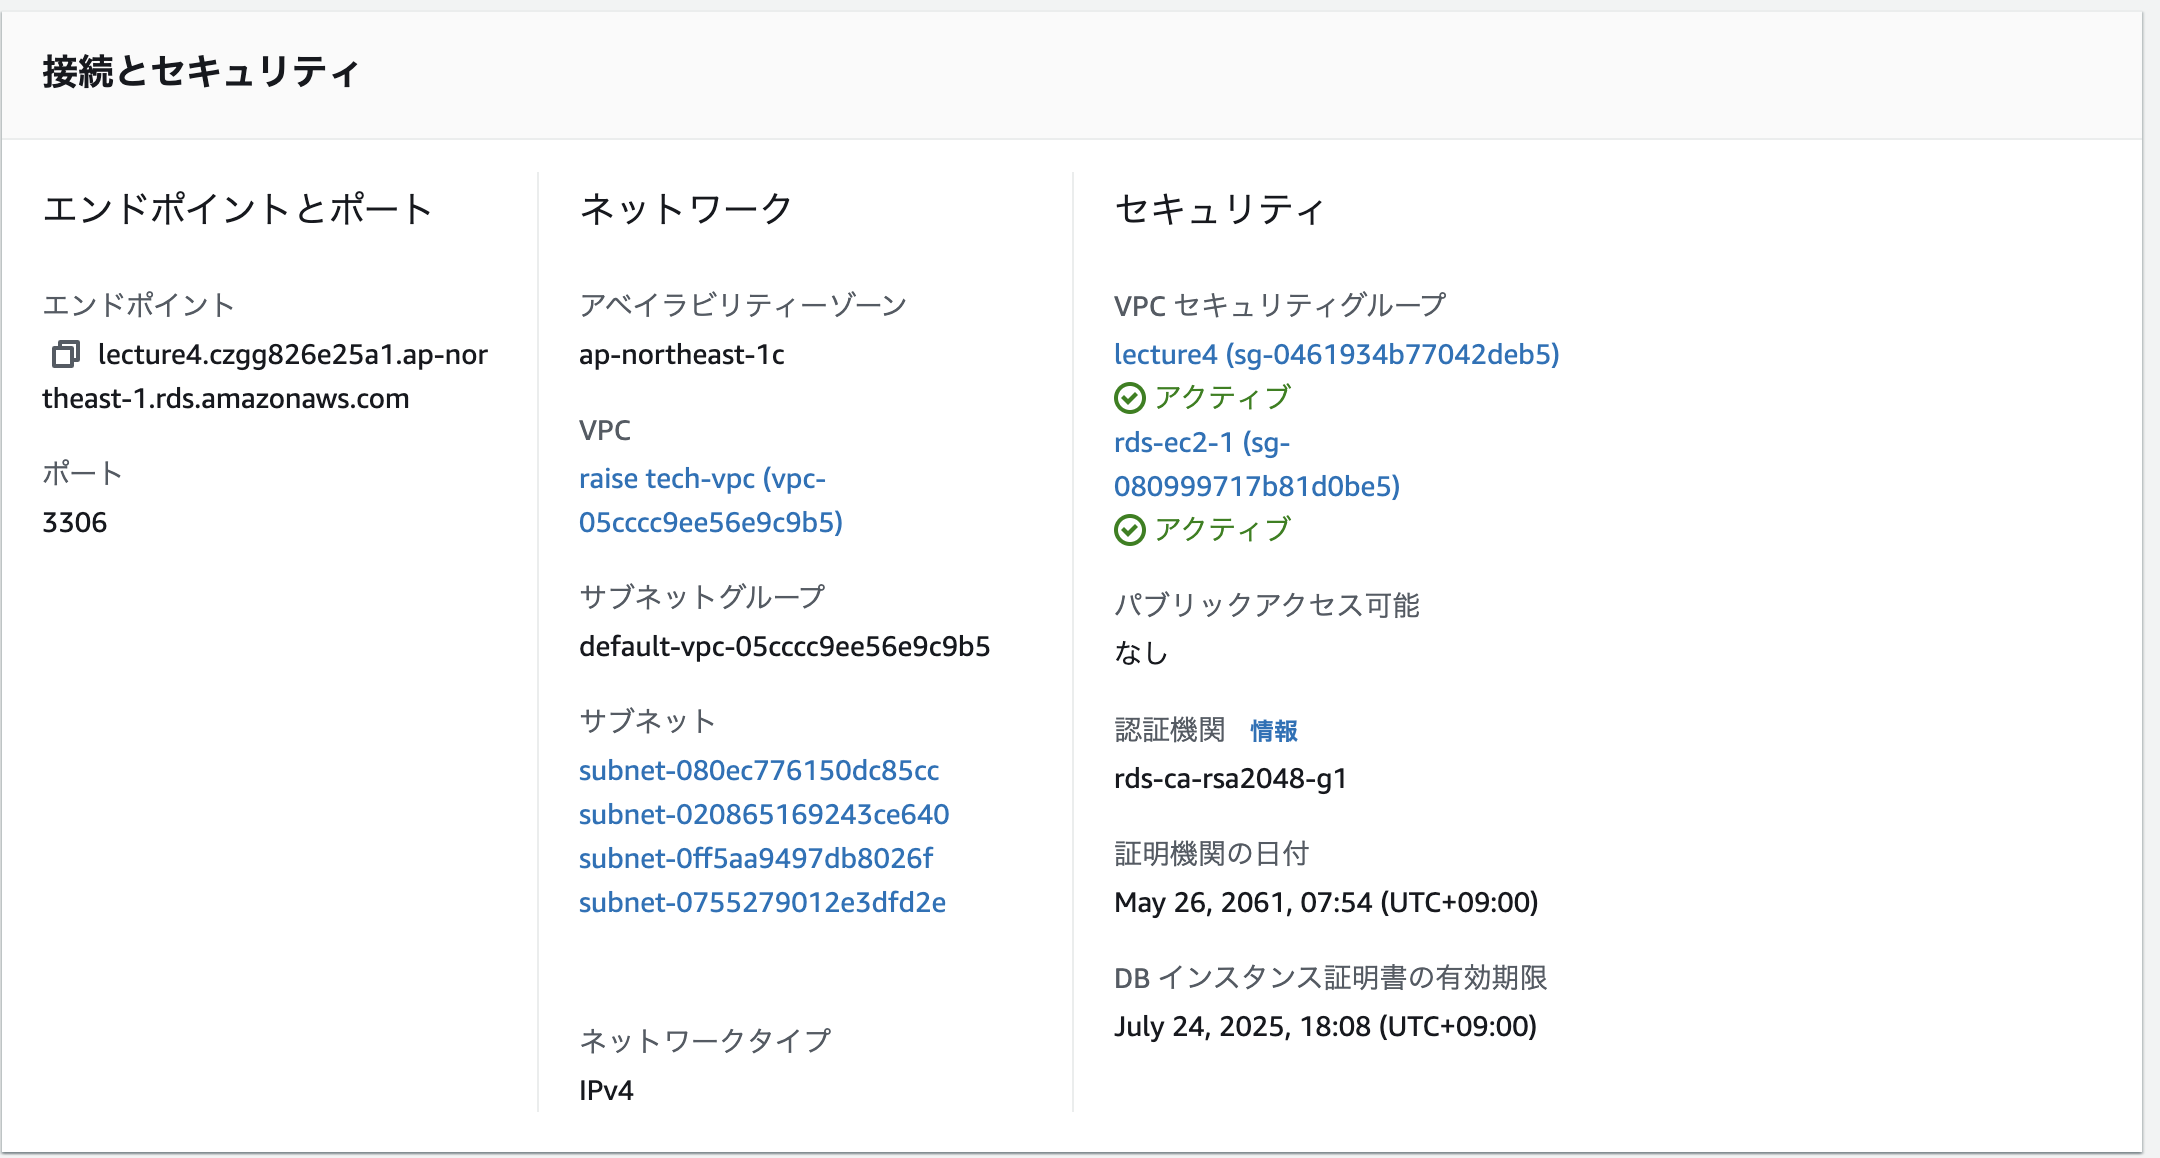 接続とセキュリティ
エンドポイントとポート
エンドポイント
lecture4.czgg826e25a1.ap-nor
theast-1.rds.amazonaws.com
ポート
3306
ネットワーク
アベイラビリティーゾーン
ap-northeast-1c
VPC
raise tech-vpc (vpc-
05cccc9ee56e9c9b5)
サブネットグループ
default-vpc-05cccc9ee56e9c9b5
サブネット
subnet-080ec776150dc85cc
subnet-020865169243ce640
subnet-0ff5aa9497db8026f
subnet-0755279012e3dfd2e
ネットワークタイプ
IPv4
セキュリティ
VPC セキュリティグループ
lecture4 (sg-0461934b77042deb5)
アクティブ
rds-ec2-1 (sg-
080999717b81d0be5)
アクティブ
パブリックアクセス可能
なし
認証機関 情報
rds-ca-rsa2048-g1
証明機関の日付
May 26, 2061, 07:54 (UTC+09:00)
DB インスタンス証明書の有効期限
July 24, 2025, 18:08 (UTC+09:00)